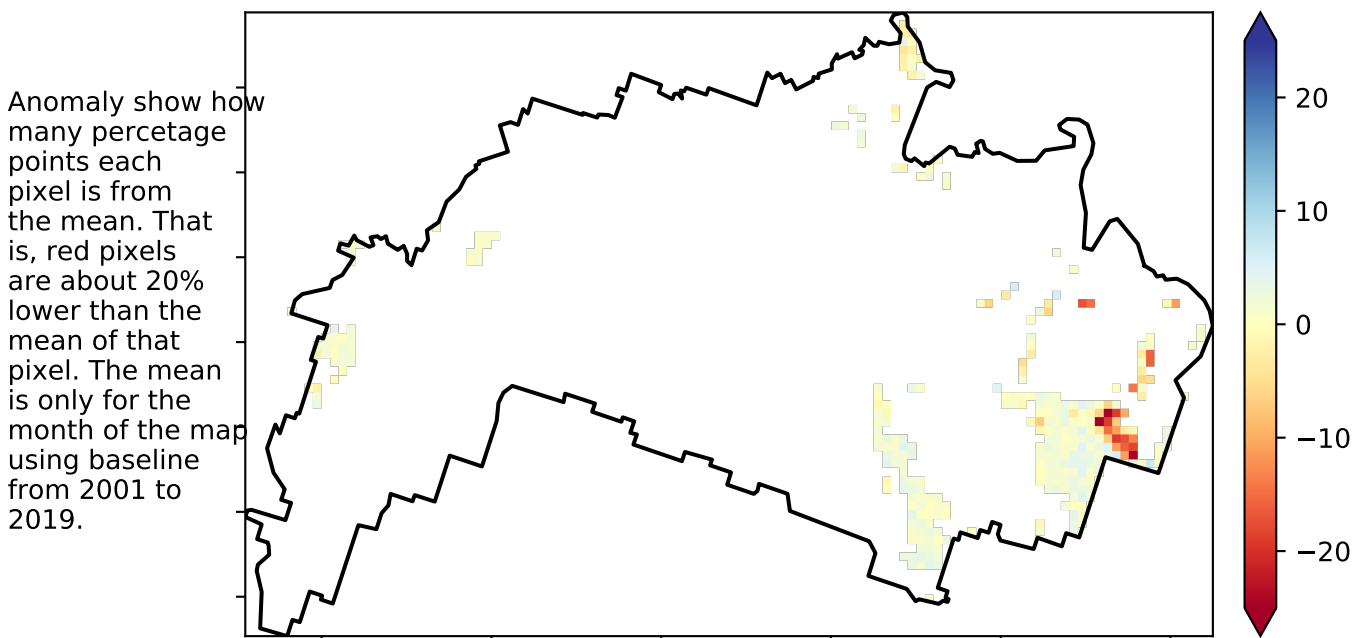 Anomaly show how
many percetage
points each
pixel is from
the mean. That
is, red pixels
are about 20%
lower than the
mean of that
pixel. The mean
is only for the
month of the map
using baseline
from 2001 to
2019.
20
10
0
−10
−20